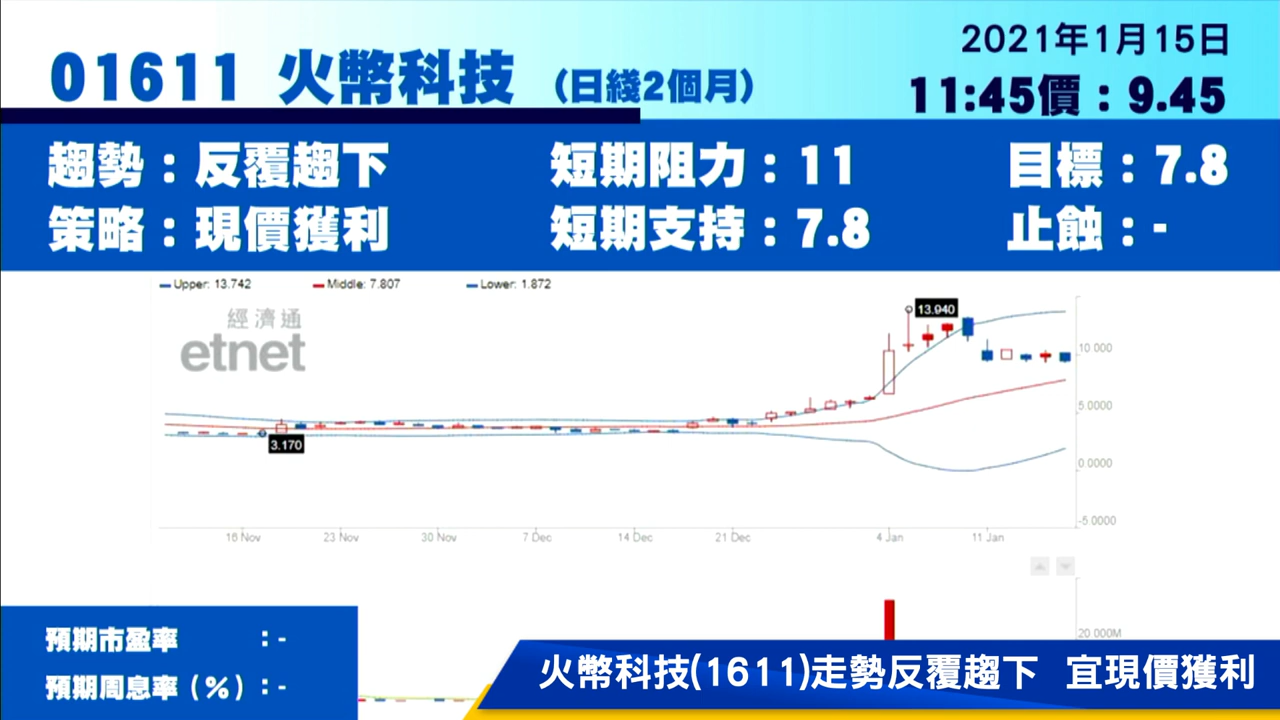 01611 火幣科技 (日綫2個月)
2021年1月15日
11:45價：9.45
趨勢：反覆趨下 短期阻力：11 目標：7.8
策略：現價獲利 短期支持：7.8 止蝕：-
Upper: 13.742 Middle: 7.807 Lower: 1.872
經濟通
etnet
13.940
10.000
5.0000
3.170
0.0000
-5.0000
16 Nov 23 Nov 30 Nov 7 Dec 14 Dec 21 Dec 4 Jan 11 Jan
20 000M
預期市盈率 ：-
預期周息率（%）：-
火幣科技(1611)走勢反覆趨下 宜現價獲利